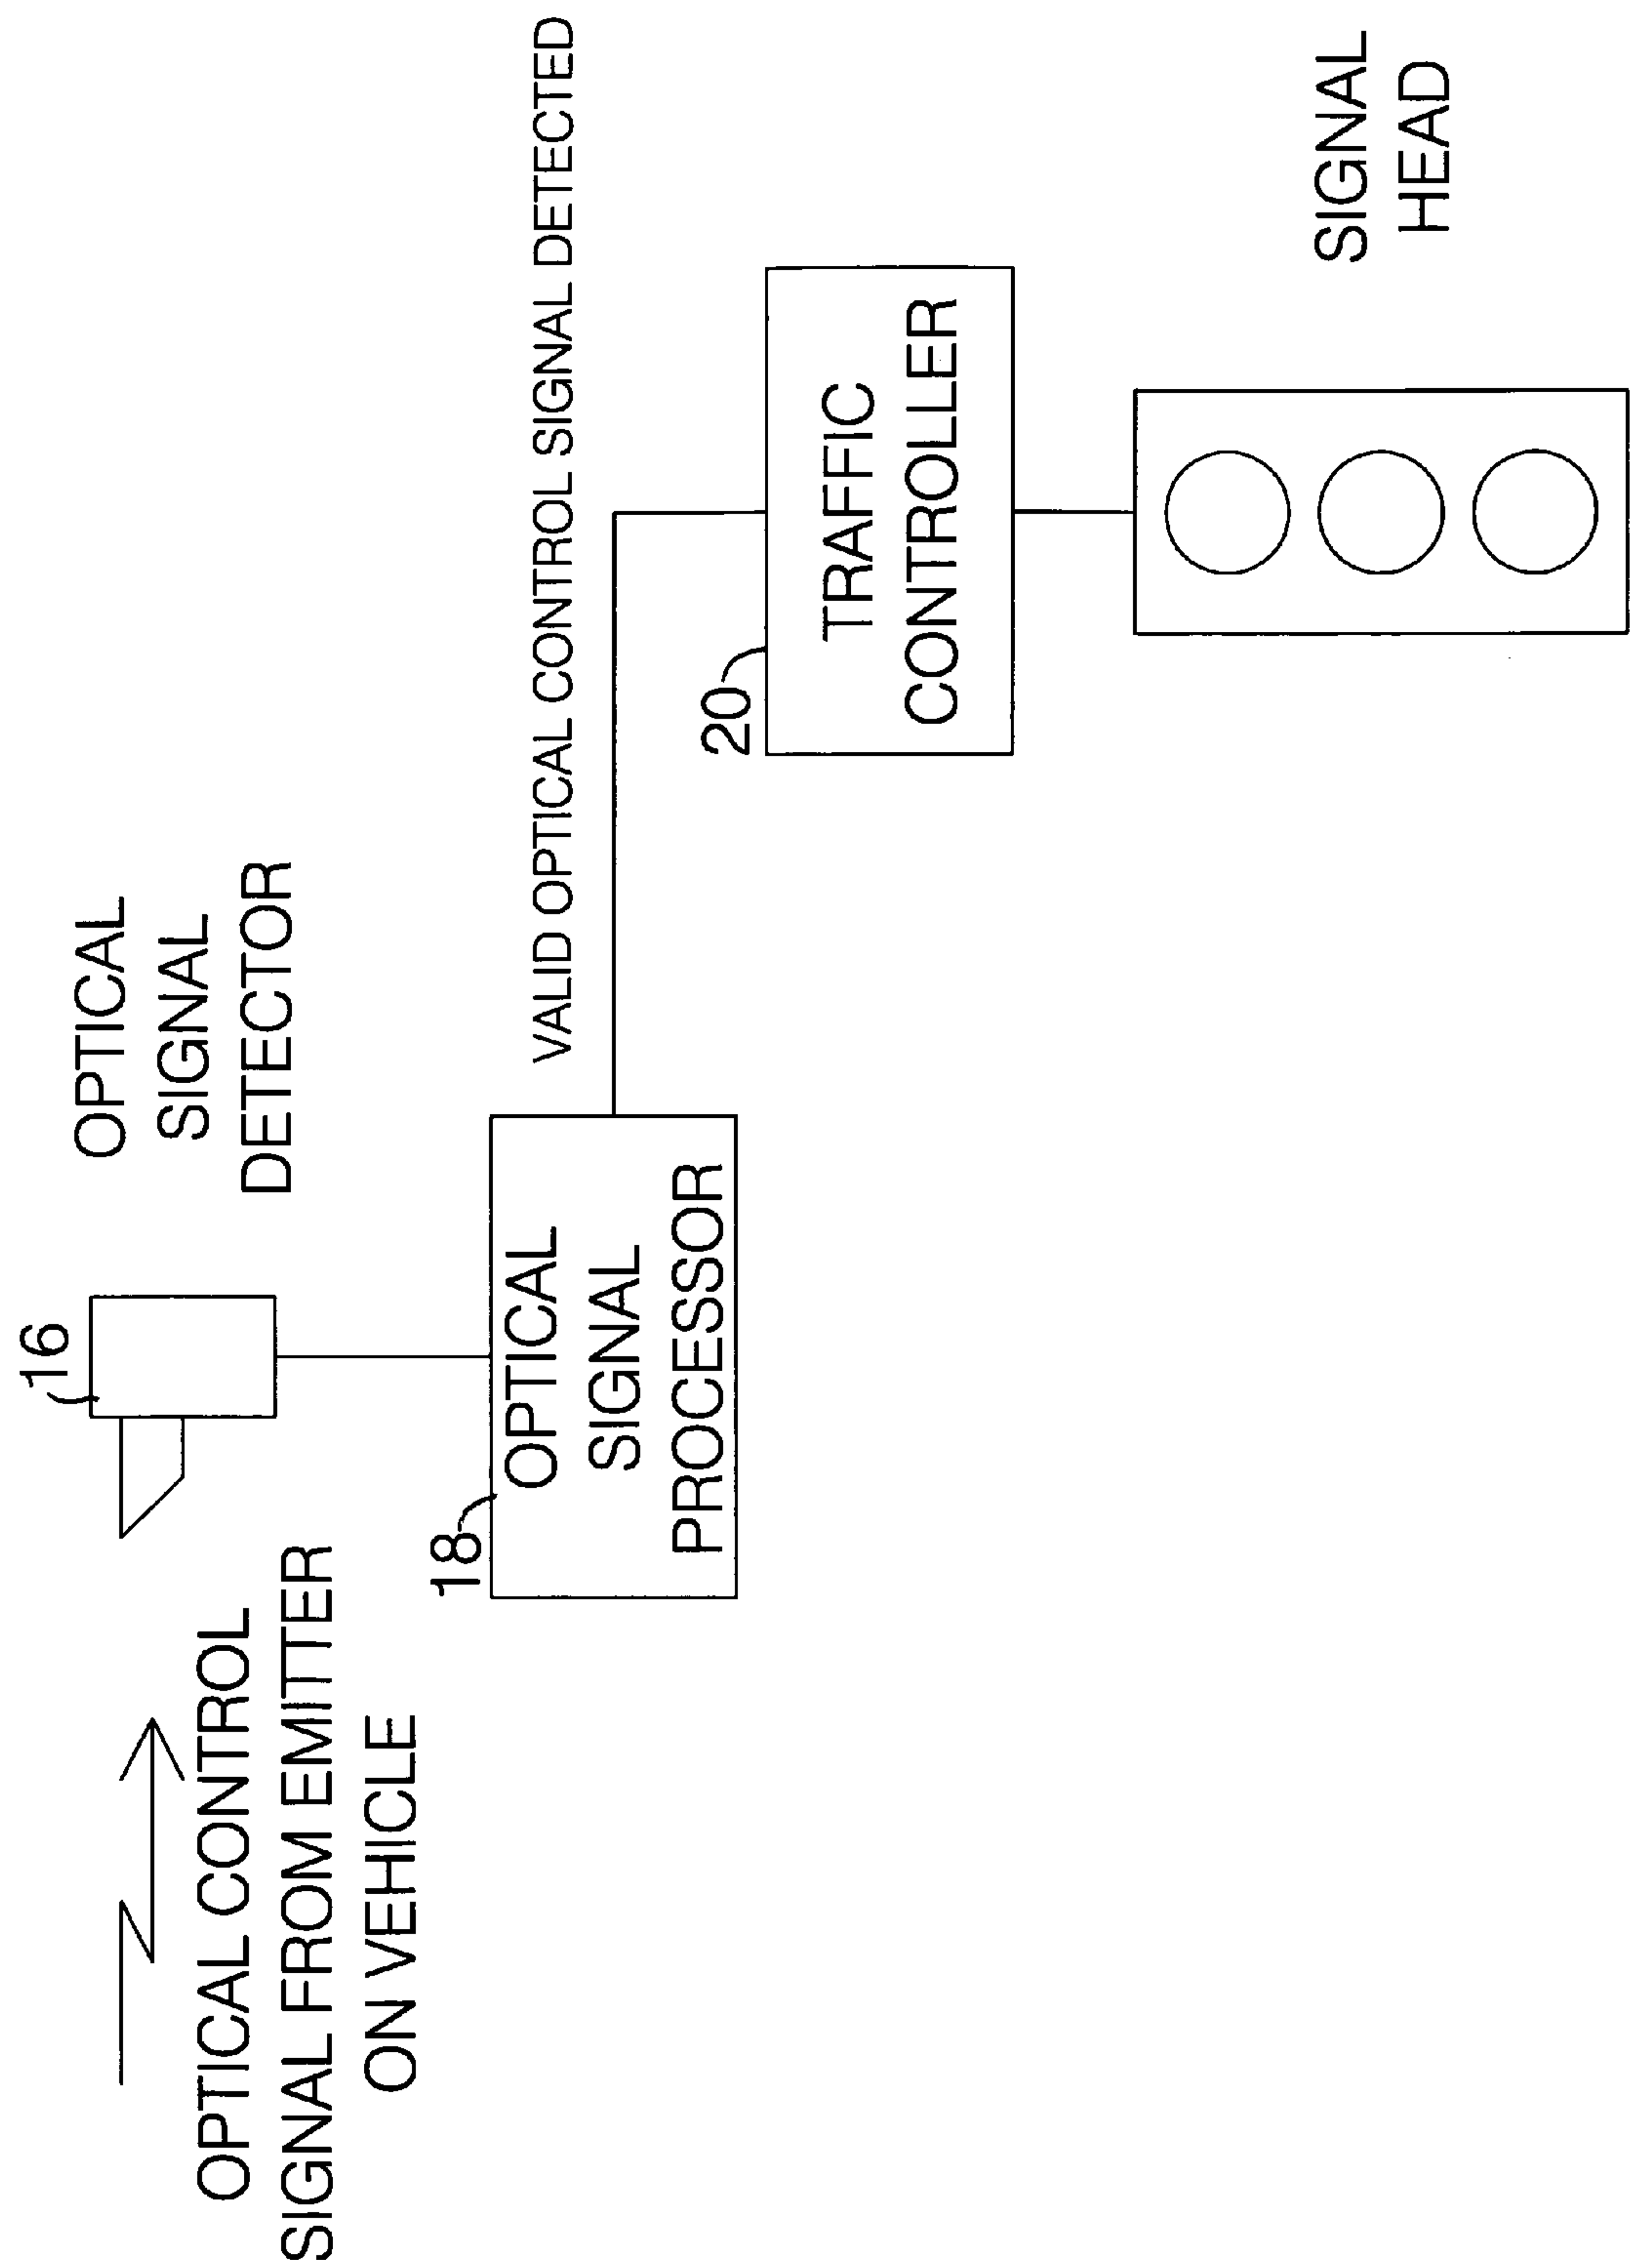 16
OPTICAL
SIGNAL
DETECTOR
OPTICAL CONTROL
SIGNAL FROM EMITTER
ON VEHICLE
18
OPTICAL
SIGNAL
PROCESSOR
VALID OPTICAL CONTROL SIGNAL DETECTED
20
TRAFFIC
CONTROLLER
SIGNAL
HEAD